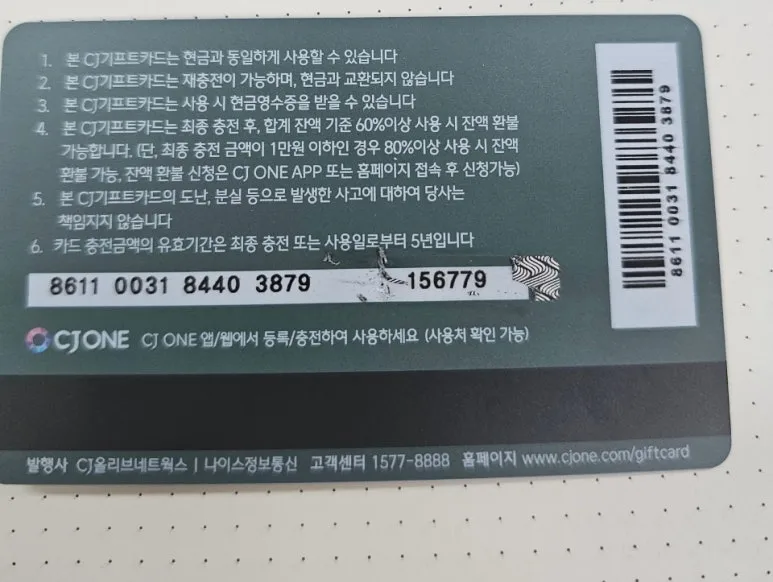 1. 본 CJ기프트카드는 현금과 동일하게 사용할 수 있습니다
2. 본 CJ기프트카드는 재충전이 가능하며, 현금과 교환되지 않습니다
3. 본 CJ기프트카드는 사용 시 현금영수증을 받을 수 있습니다
4. 본 CJ기프트카드는 최종 충전 후, 합계 잔액 기준 60%이상 사용 시 잔액 환불
가능합니다. (단, 최종 충전 금액이 1만원 이하인 경우 80%이상 사용 시 잔액
환불 가능, 잔액 환불 신청은 CJ ONE APP 또는 홈페이지 접속 후 신청가능)
5. 본 CJ기프트카드의 도난, 분실 등으로 발생한 사고에 대하여 당사는
책임지지 않습니다
6. 카드 충전금액의 유효기간은 최종 충전 또는 사용일로부터 5년입니다
8611 0031 8440 3879 156779
CJ ONE CJ ONE 앱/웹에서 등록/충전하여 사용하세요 (사용처 확인 가능)
발행사 CJ올리브네트웍스 | 나이스정보통신 고객센터 1577-8888 홈페이지 www.cjone.com/giftcard
8611 0031 8440 3879